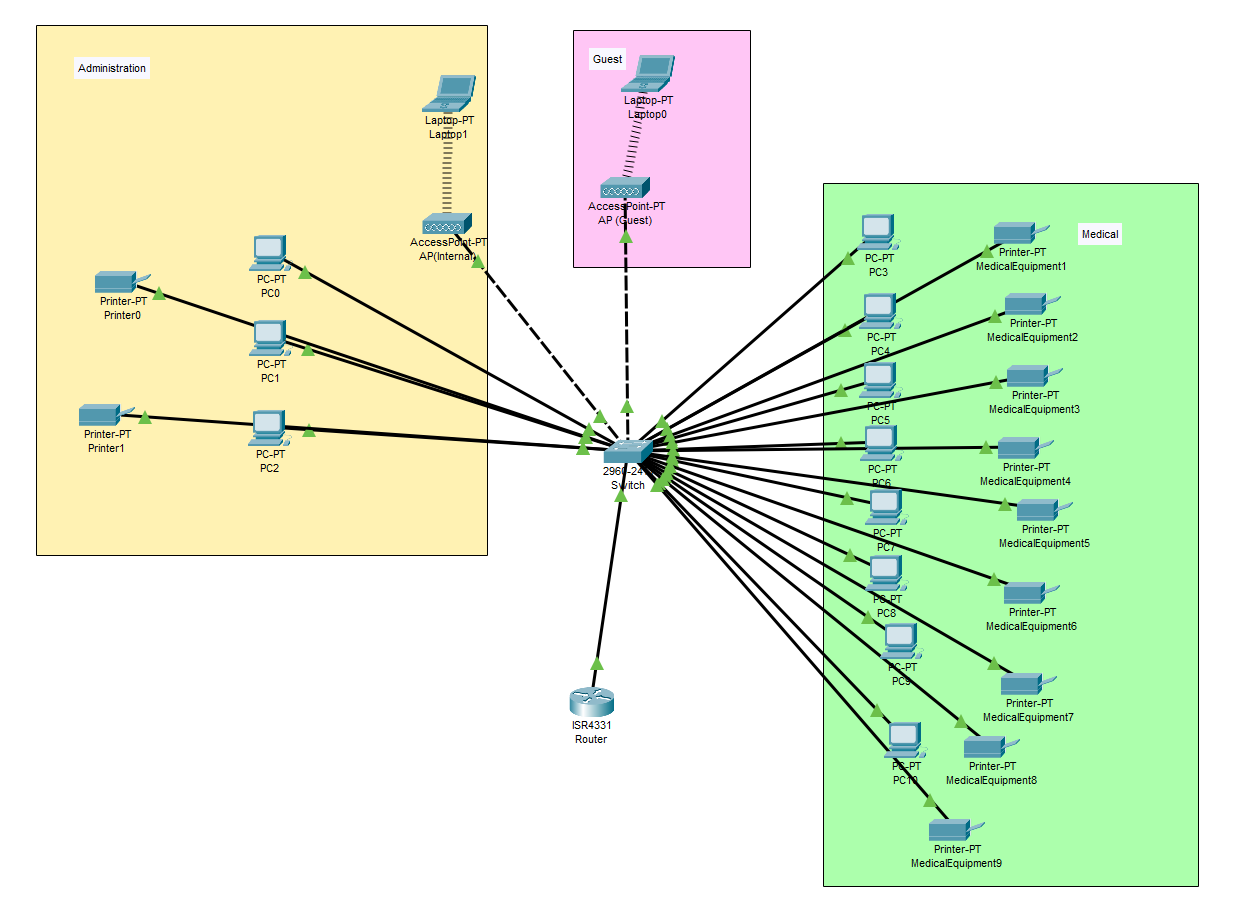 Administration
Laptop-PT
Laptop1
AccessPoint-PT
AP(Internal)
PC-PT
PC0
Printer-PT
Printer0
PC-PT
PC1
Printer-PT
Printer1
PC-PT
PC2
Guest
Laptop-PT
Laptop0
AccessPoint-PT
AP (Guest)
2960-24
Switch
ISR4331
Router
Medical
PC-PT
PC3
Printer-PT
MedicalEquipment1
PC-PT
PC4
Printer-PT
MedicalEquipment2
PC-PT
PC5
Printer-PT
MedicalEquipment3
PC-PT
PC6
Printer-PT
MedicalEquipment4
PC-PT
PC7
Printer-PT
MedicalEquipment5
PC-PT
PC8
Printer-PT
MedicalEquipment6
PC-PT
PC9
Printer-PT
MedicalEquipment7
PC-PT
PC10
Printer-PT
MedicalEquipment8
Printer-PT
MedicalEquipment9